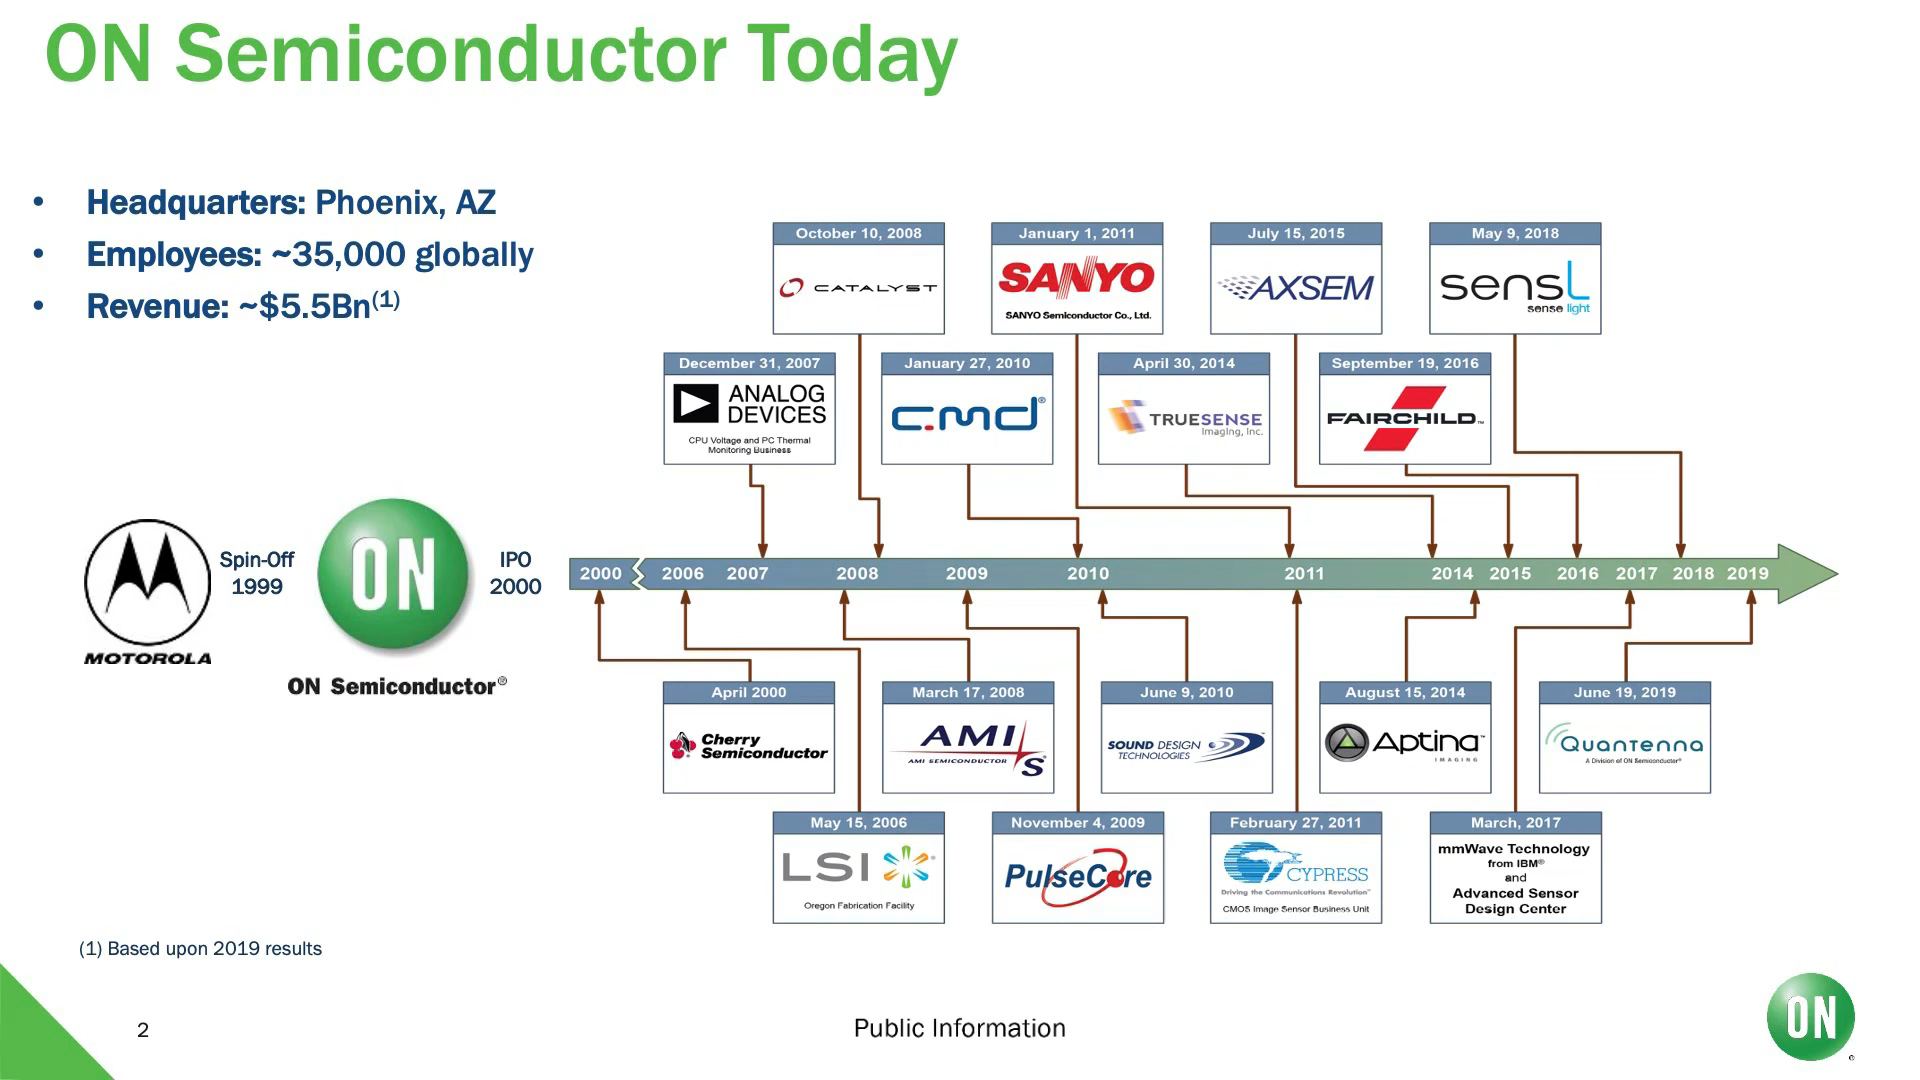 ON Semiconductor Today
• Headquarters: Phoenix, AZ
• Employees: ~35,000 globally
• Revenue: ~$5.5Bn(1)
October 10, 2008
CATALYST
January 1, 2011
SANYO
SANYO Semiconductor Co., Ltd.
July 15, 2015
AXSEM
May 9, 2018
sensL
sense light
December 31, 2007
ANALOG
DEVICES
CPU Voltage and PC Thermal
Monitoring Business
January 27, 2010
cmd®
April 30, 2014
TRUESENSE
Imaging, Inc.
September 19, 2016
FAIRCHILD™
MOTOROLA
Spin-Off
1999
ON
ON Semiconductor®
IPO
2000
2000 2006 2007 2008 2009 2010 2011 2014 2015 2016 2017 2018 2019
April 2000
Cherry
Semiconductor
March 17, 2008
AMI
AMI SEMICONDUCTOR
S
June 9, 2010
SOUND DESIGN
TECHNOLOGIES
August 15, 2014
Aptina™
IMAGING
June 19, 2019
Quantenna
A Division of ON Semiconductor®
May 15, 2006
LSI
Oregon Fabrication Facility
November 4, 2009
PulseCore
February 27, 2011
CYPRESS
Driving the Communications Revolution™
CMOS Image Sensor Business Unit
March, 2017
mmWave Technology
from IBM®
and
Advanced Sensor
Design Center
(1) Based upon 2019 results
2
Public Information
ON®